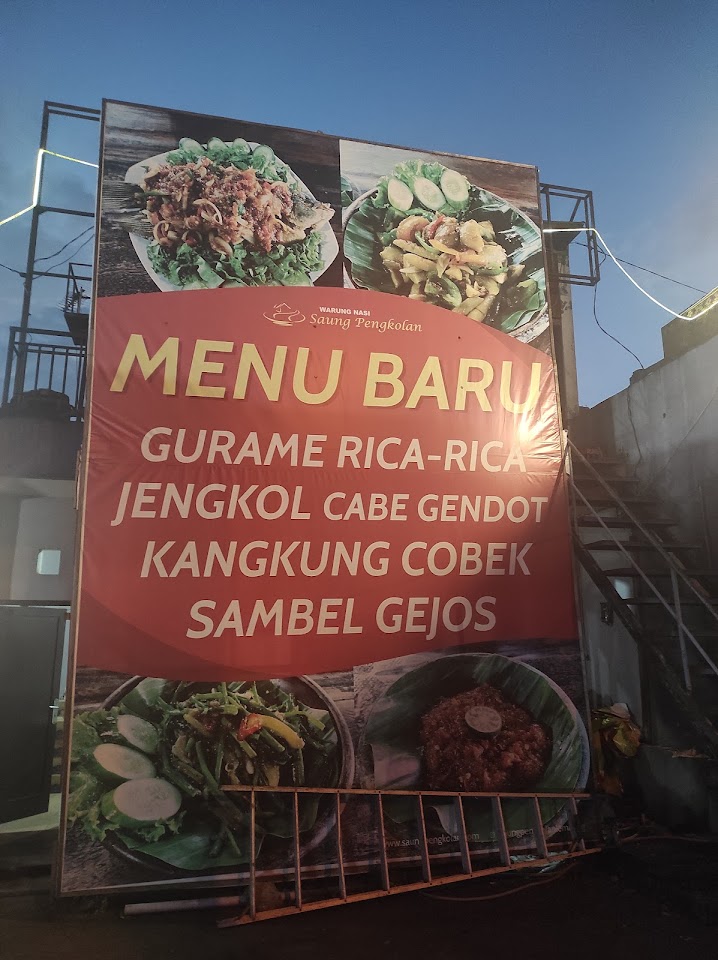 WARUNG NASI
Saung Pengkolan
MENU BARU
GURAME RICA-RICA
JENGKOL CABE GENDOT
KANGKUNG COBEK
SAMBEL GEJOS